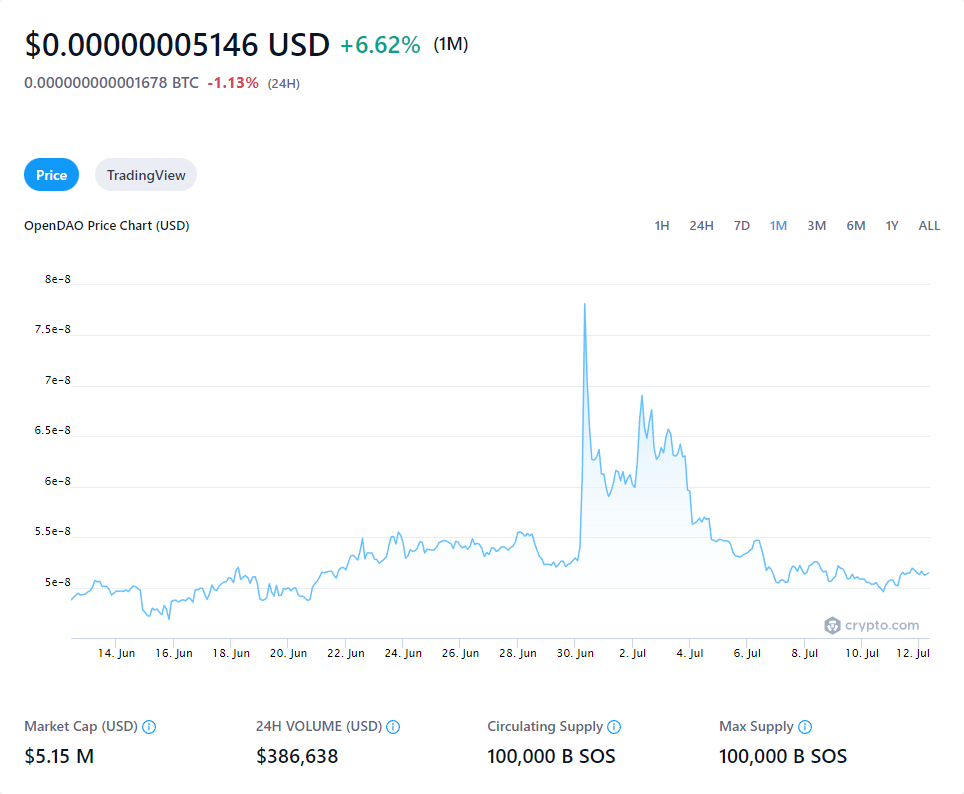 $0.00000005146 USD +6.62% (1M)
0.000000000001678 BTC -1.13% (24H)
Price TradingView
OpenDAO Price Chart (USD) 1H 24H 7D 1M 3M 6M 1Y ALL
8e-8
7.5e-8
7e-8
6.5e-8
6e-8
5.5e-8
5e-8
crypto.com
14. Jun 16. Jun 18. Jun 20. Jun 22. Jun 24. Jun 26. Jun 28. Jun 30. Jun 2. Jul 4. Jul 6. Jul 8. Jul 10. Jul 12. Jul
Market Cap (USD) 24H VOLUME (USD) Circulating Supply Max Supply
$5.15 M $386,638 100,000 B SOS 100,000 B SOS